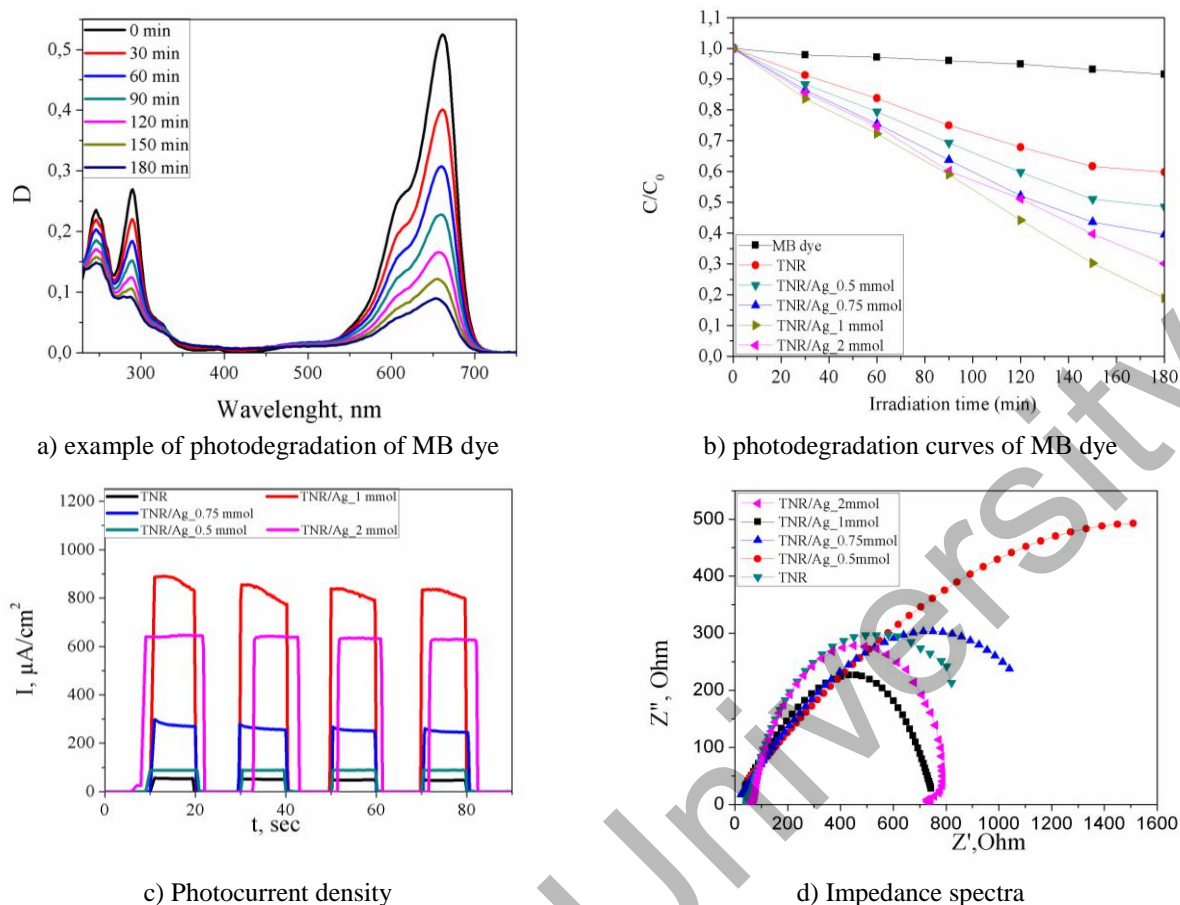 0 min
30 min
60 min
90 min
120 min
150 min
180 min
0,5
0,4
0,3
0,2
0,1
0,0
D
300 400 500 600 700
Wavelenght, nm
a) example of photodegradation of MB dye
1,1
1,0
0,9
0,8
0,7
0,6
0,5
0,4
0,3
0,2
0,1
0,0
C/C₀
MB dye
TNR
TNR/Ag_0.5 mmol
TNR/Ag_0.75 mmol
TNR/Ag_1 mmol
TNR/Ag_2 mmol
0 20 40 60 80 100 120 140 160 180
Irradiation time (min)
b) photodegradation curves of MB dye
TNR
TNR/Ag_1 mmol
TNR/Ag_0.75 mmol
TNR/Ag_0.5 mmol
TNR/Ag_2 mmol
1200
1000
800
600
400
200
0
I, µA/cm²
0 20 40 60 80
t, sec
c) Photocurrent density
TNR/Ag_2mmol
TNR/Ag_1mmol
TNR/Ag_0.75mmol
TNR/Ag_0.5mmol
TNR
500
400
300
200
100
0
Z", Ohm
0 200 400 600 800 1000 1200 1400 1600
Z',Ohm
d) Impedance spectra
University